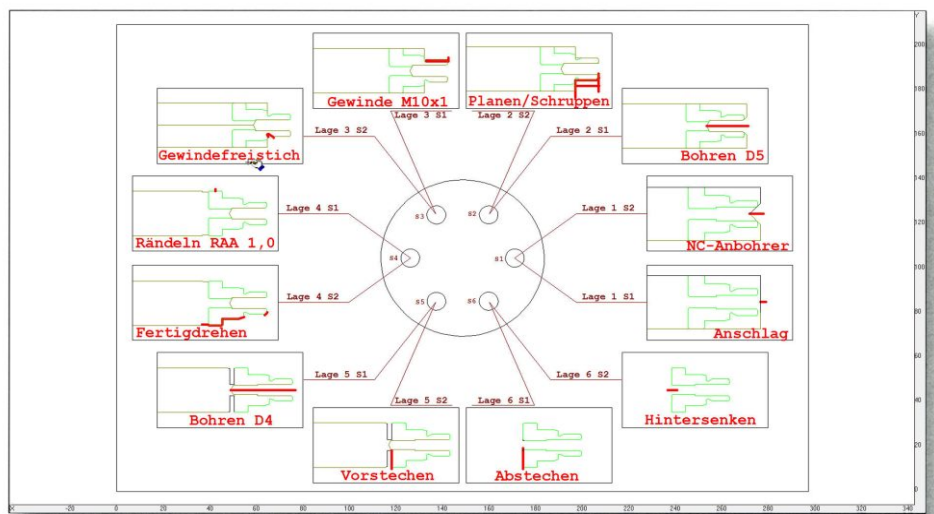 Gewinde M10x1
Planen/Schruppen
Lage 3 S1
Lage 2 S2
Gewindefreistich
Lage 3 S2
Lage 2 S1
Bohren D5
Rändeln RAA 1,0
Lage 4 S1
Lage 1 S2
NC-Anbohrer
S3
S2
S4
S1
S5
S6
Fertigdrehen
Lage 4 S2
Lage 1 S1
Anschlag
Bohren D4
Lage 5 S1
Lage 6 S2
Hintersenken
Lage 5 S2
Lage 6 S1
Vorstechen
Abstechen
Y
200
180
160
140
120
100
80
60
40
20
0
X
-20
0
20
40
60
80
100
120
140
160
180
200
220
240
260
280
300
320
340